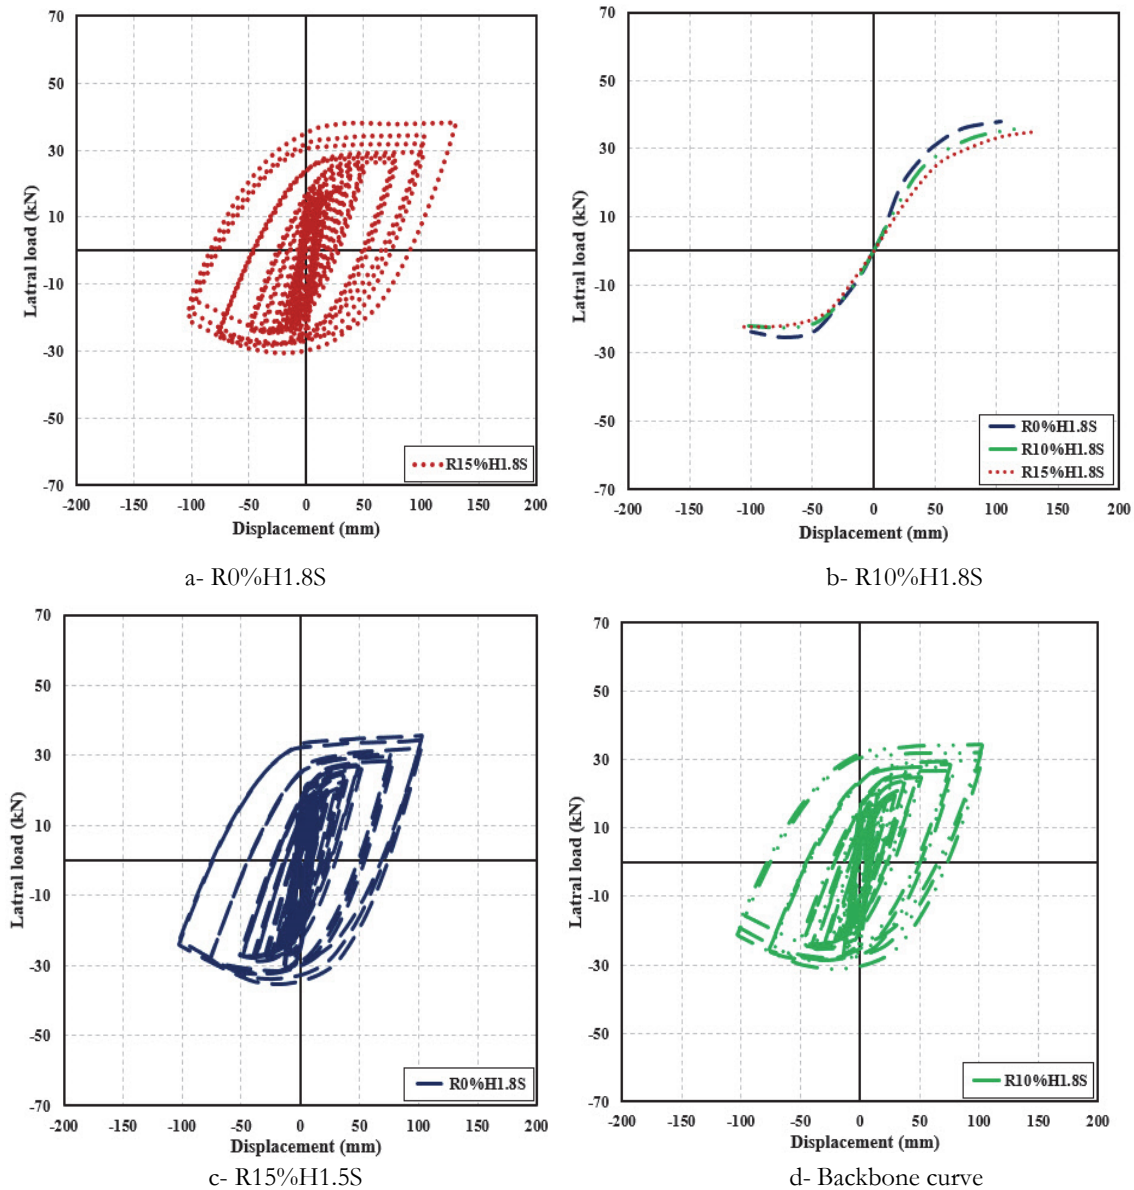 70
50
30
10
-10
-30
-50
-70
-200 -150 -100 -50 0 50 100 150 200
Latral load (kN)
Displacement (mm)
R15%H1.8S
a- R0%H1.8S
70
50
30
10
-10
-30
-50
-70
-200 -150 -100 -50 0 50 100 150 200
Latral load (kN)
Displacement (mm)
R0%H1.8S
R10%H1.8S
R15%H1.8S
b- R10%H1.8S
70
50
30
10
-10
-30
-50
-70
-200 -150 -100 -50 0 50 100 150 200
Latral load (kN)
Displacement (mm)
R0%H1.8S
c- R15%H1.5S
70
50
30
10
-10
-30
-50
-70
-200 -150 -100 -50 0 50 100 150 200
Latral load (kN)
Displacement (mm)
R10%H1.8S
d- Backbone curve